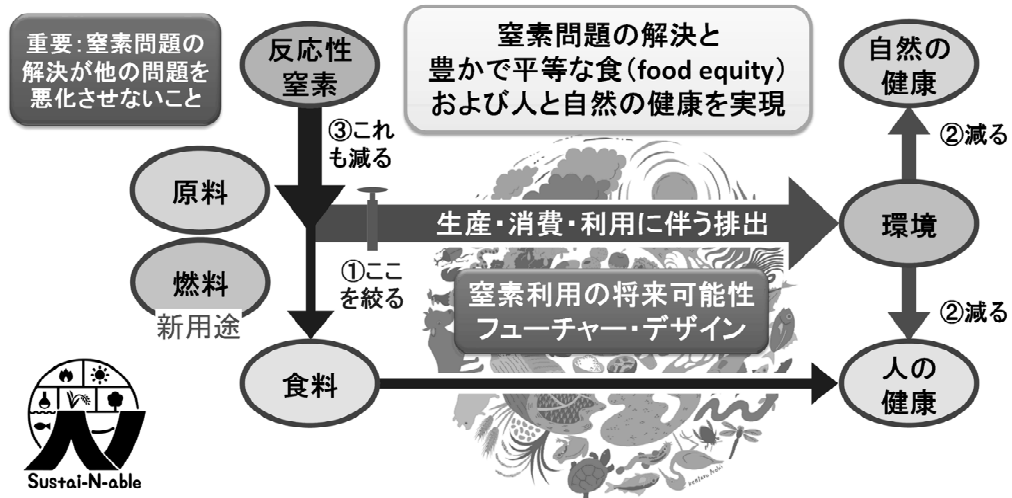 重要：窒素問題の
解決が他の問題を
悪化させないこと
反応性
窒素
窒素問題の解決と
豊かで平等な食（food equity）
および人と自然の健康を実現
自然の
健康
③これ
も減る
②減る
原料
生産・消費・利用に伴う排出
環境
燃料
新用途
①ここ
を絞る
窒素利用の将来可能性
フューチャー・デザイン
②減る
食料
人の
健康
Sustai-N-able